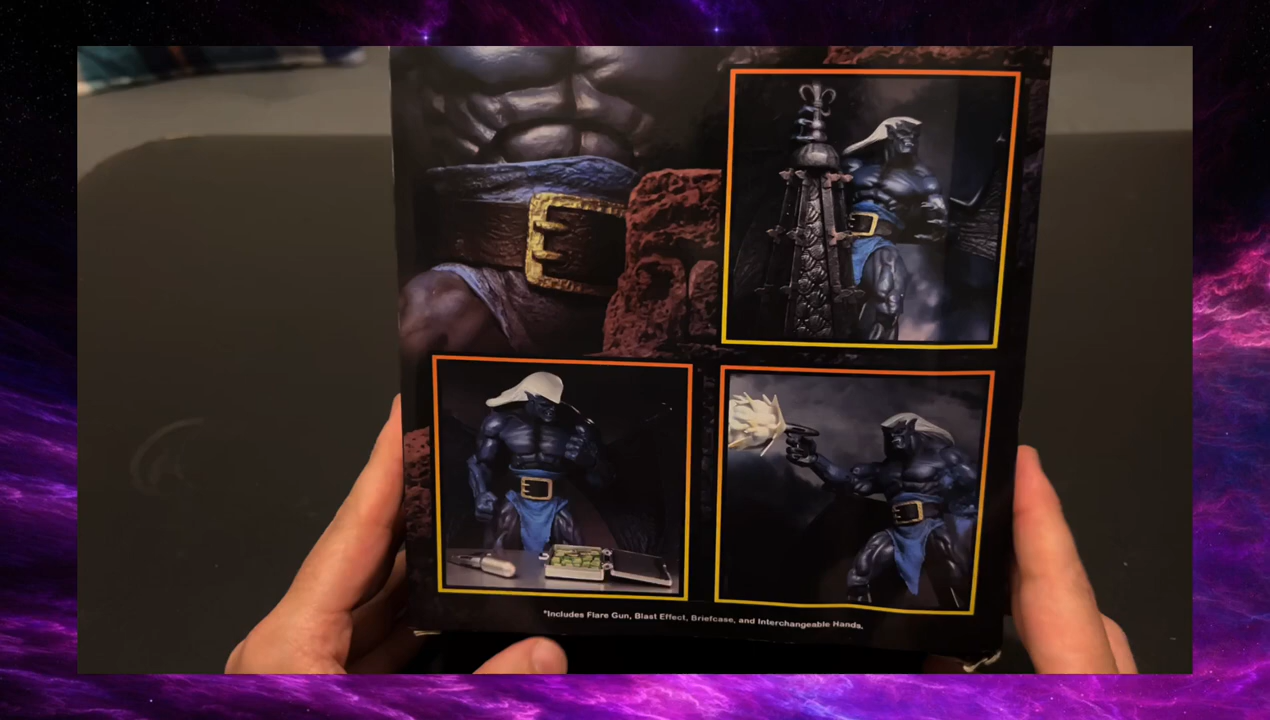 *Includes Flare Gun, Blast Effect, Briefcase, and Interchangeable Hands.